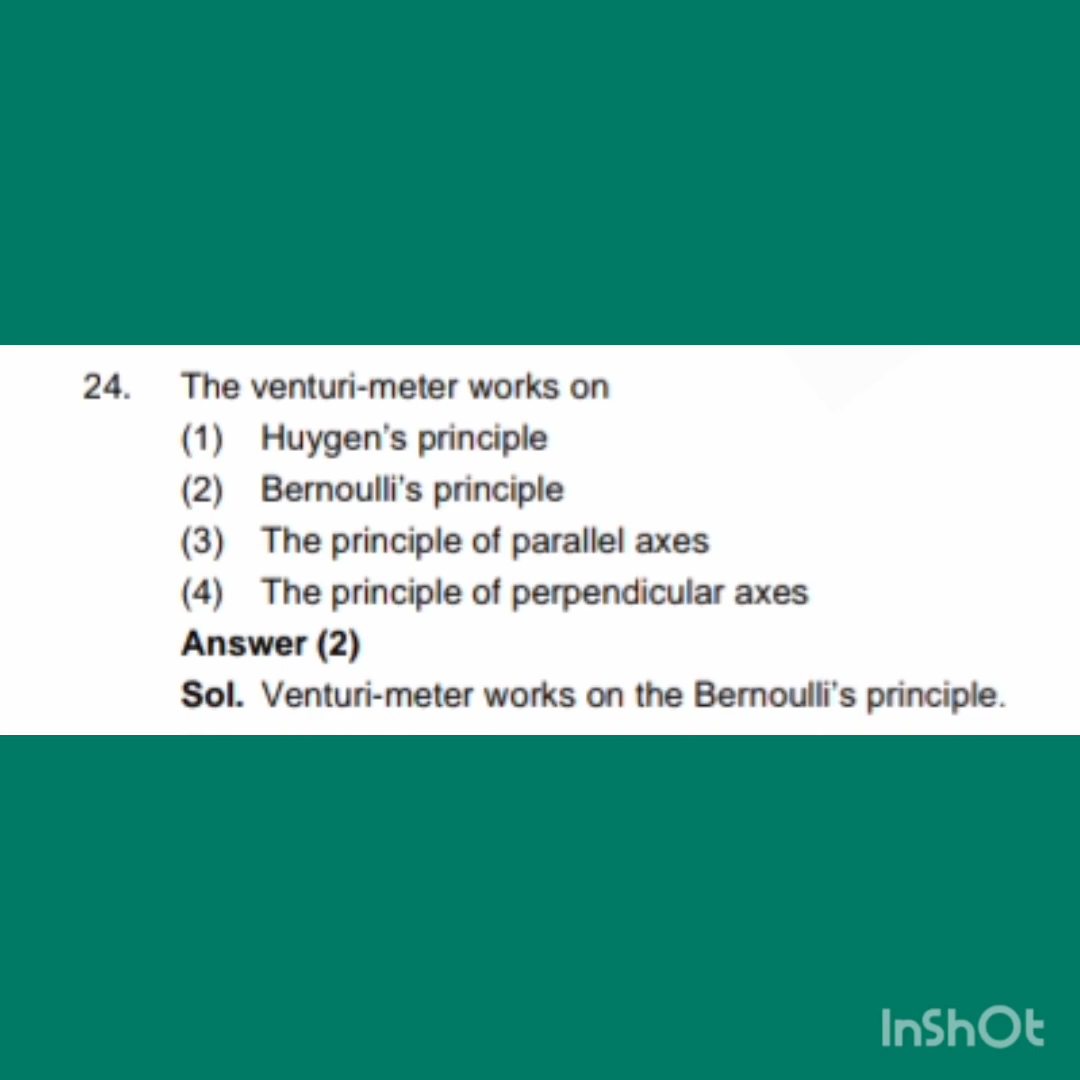 24. The venturi-meter works on
(1) Huygen's principle
(2) Bernoulli's principle
(3) The principle of parallel axes
(4) The principle of perpendicular axes
Answer (2)
Sol. Venturi-meter works on the Bernoulli's principle.
InShOt